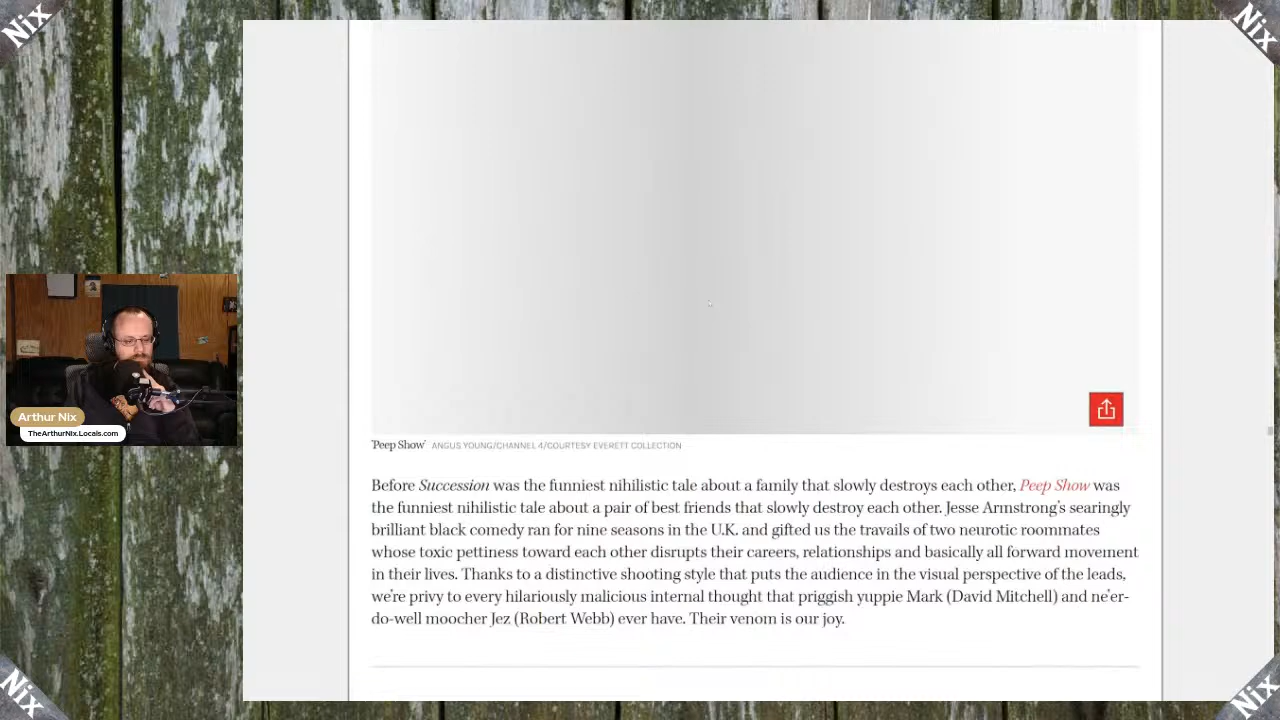 Nix
Nix
'Peep Show' ANGUS YOUNG/CHANNEL 4/COURTESY EVERETT COLLECTION
Before Succession was the funniest nihilistic tale about a family that slowly destroys each other, Peep Show was
the funniest nihilistic tale about a pair of best friends that slowly destroy each other. Jesse Armstrong's searingly
brilliant black comedy ran for nine seasons in the U.K. and gifted us the travails of two neurotic roommates
whose toxic pettiness toward each other disrupts their careers, relationships and basically all forward movement
in their lives. Thanks to a distinctive shooting style that puts the audience in the visual perspective of the leads,
we're privy to every hilariously malicious internal thought that priggish yuppie Mark (David Mitchell) and ne'er-
do-well moocher Jez (Robert Webb) ever have. Their venom is our joy.
Arthur Nix
TheArthurNix.Locals.com
Nix
Nix